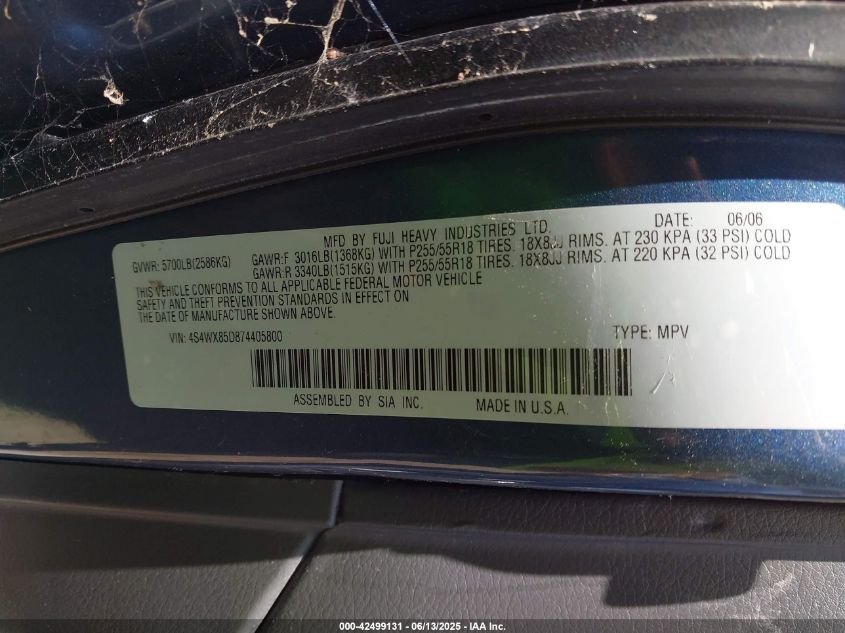 MFD BY FUJI HEAVY INDUSTRIES LTD. DATE: 06/06
GVWR: 5700LB(2586KG) GAWR:F 3016LB(1368KG) WITH P255/55R18 TIRES. 18X8JJ RIMS. AT 230 KPA (33 PSI) COLD
GAWR:R 3340LB(1515KG) WITH P255/55R18 TIRES. 18X8JJ RIMS. AT 220 KPA (32 PSI) COLD
THIS VEHICLE CONFORMS TO ALL APPLICABLE FEDERAL MOTOR VEHICLE
SAFETY AND THEFT PREVENTION STANDARDS IN EFFECT ON
THE DATE OF MANUFACTURE SHOWN ABOVE.
VIN: 4S4WX85D874405800 TYPE: MPV
ASSEMBLED BY SIA INC. MADE IN U.S.A.
000-42499131 - 06/13/2025 - IAA Inc.